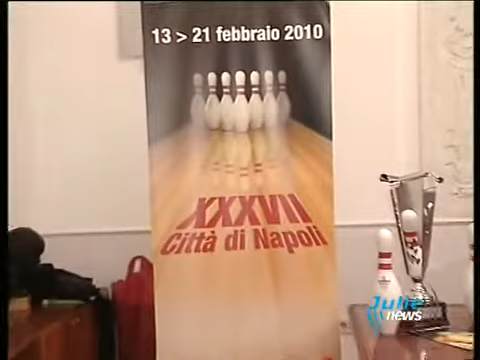 13 > 21 febbraio 2010
XXXVII
Città di Napoli
Julie
news